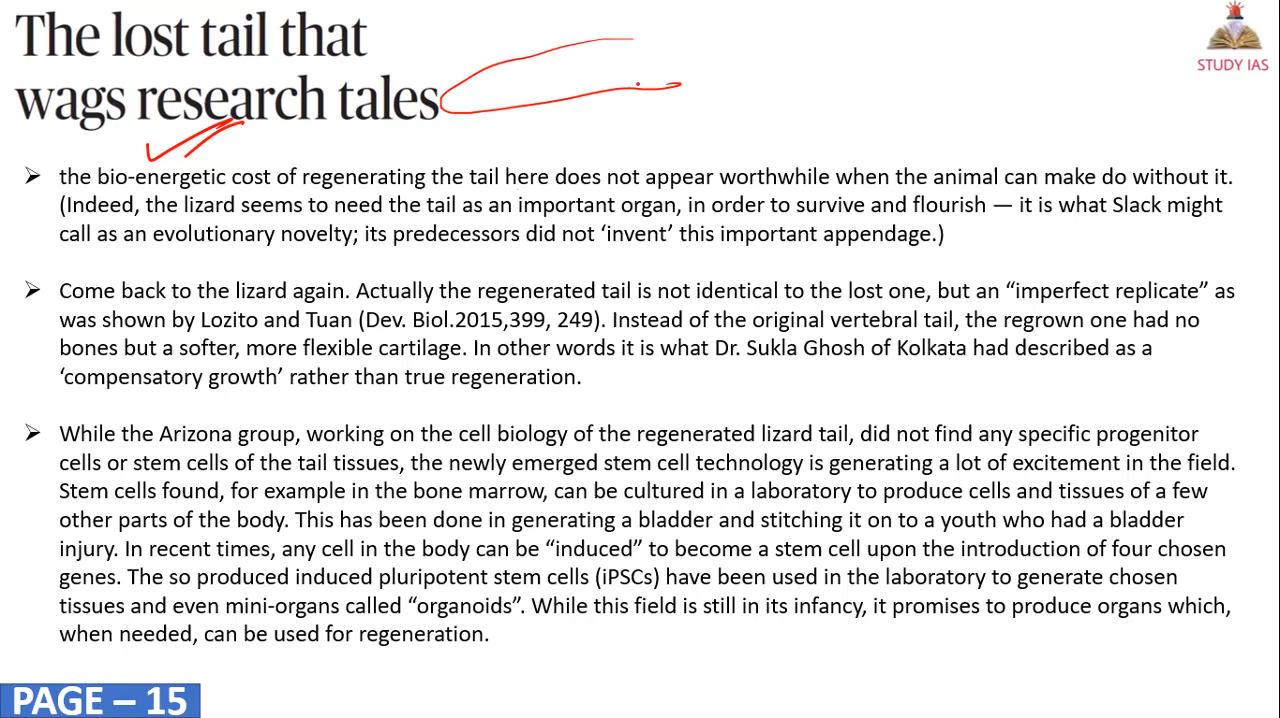 The lost tail that
wags research tales
STUDY IAS
➢ the bio-energetic cost of regenerating the tail here does not appear worthwhile when the animal can make do without it.
(Indeed, the lizard seems to need the tail as an important organ, in order to survive and flourish — it is what Slack might
call as an evolutionary novelty; its predecessors did not ‘invent’ this important appendage.)
➢ Come back to the lizard again. Actually the regenerated tail is not identical to the lost one, but an “imperfect replicate” as
was shown by Lozito and Tuan (Dev. Biol.2015,399, 249). Instead of the original vertebral tail, the regrown one had no
bones but a softer, more flexible cartilage. In other words it is what Dr. Sukla Ghosh of Kolkata had described as a
‘compensatory growth’ rather than true regeneration.
➢ While the Arizona group, working on the cell biology of the regenerated lizard tail, did not find any specific progenitor
cells or stem cells of the tail tissues, the newly emerged stem cell technology is generating a lot of excitement in the field.
Stem cells found, for example in the bone marrow, can be cultured in a laboratory to produce cells and tissues of a few
other parts of the body. This has been done in generating a bladder and stitching it on to a youth who had a bladder
injury. In recent times, any cell in the body can be “induced” to become a stem cell upon the introduction of four chosen
genes. The so produced induced pluripotent stem cells (iPSCs) have been used in the laboratory to generate chosen
tissues and even mini-organs called “organoids”. While this field is still in its infancy, it promises to produce organs which,
when needed, can be used for regeneration.
PAGE – 15